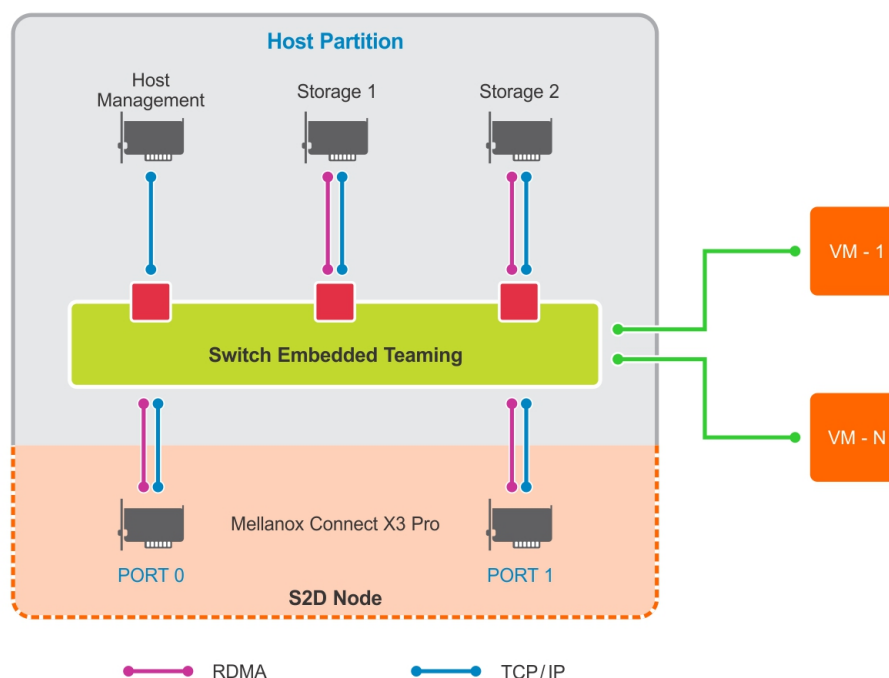 Host Partition
Host
Management
Storage 1
Storage 2
VM - 1
Switch Embedded Teaming
VM - N
Mellanox Connect X3 Pro
PORT 0
PORT 1
S2D Node
RDMA
TCP/IP